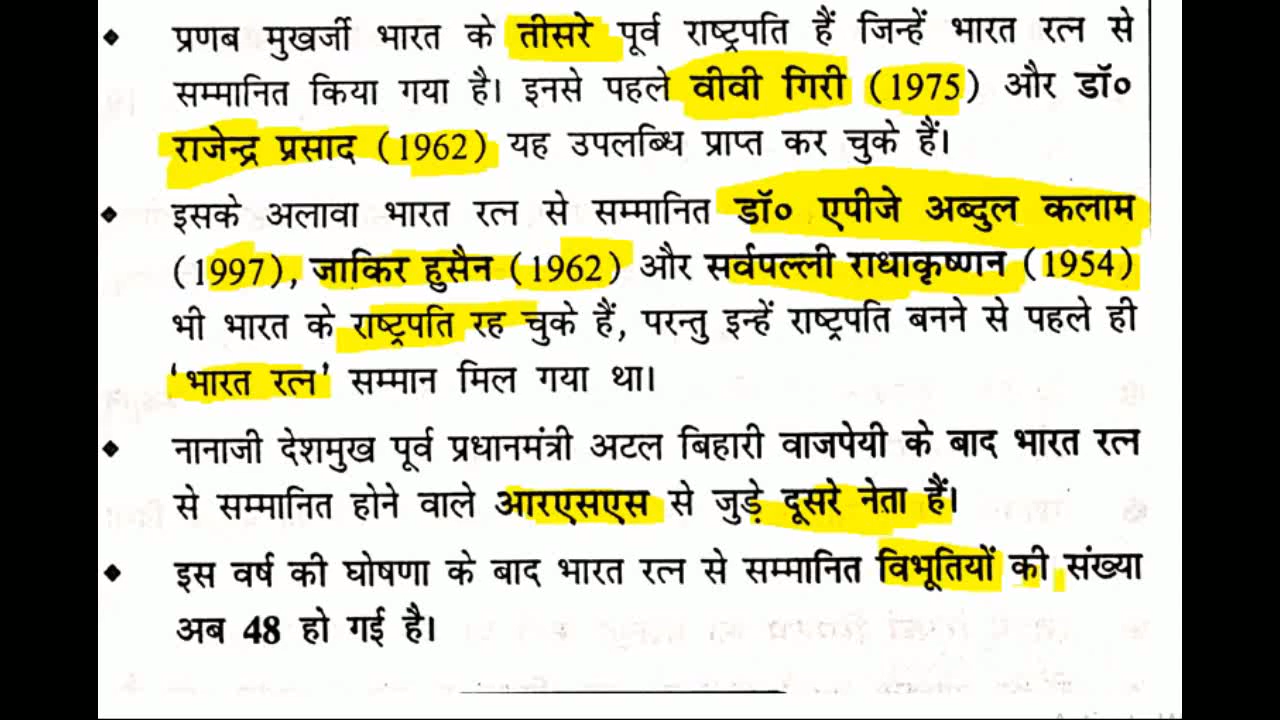 ❖ प्रणब मुखर्जी भारत के तीसरे पूर्व राष्ट्रपति हैं जिन्हें भारत रत्न से
सम्मानित किया गया है। इनसे पहले वीवी गिरी (1975) और डॉ०
राजेन्द्र प्रसाद (1962) यह उपलब्धि प्राप्त कर चुके हैं।
❖ इसके अलावा भारत रत्न से सम्मानित डॉ० एपीजे अब्दुल कलाम
(1997), जाकिर हुसैन (1962) और सर्वपल्ली राधाकृष्णन (1954)
भी भारत के राष्ट्रपति रह चुके हैं, परन्तु इन्हें राष्ट्रपति बनने से पहले ही
‘भारत रत्न’ सम्मान मिल गया था।
❖ नानाजी देशमुख पूर्व प्रधानमंत्री अटल बिहारी वाजपेयी के बाद भारत रत्न
से सम्मानित होने वाले आरएसएस से जुड़े दूसरे नेता हैं।
❖ इस वर्ष की घोषणा के बाद भारत रत्न से सम्मानित विभूतियों की संख्या
अब 48 हो गई है।